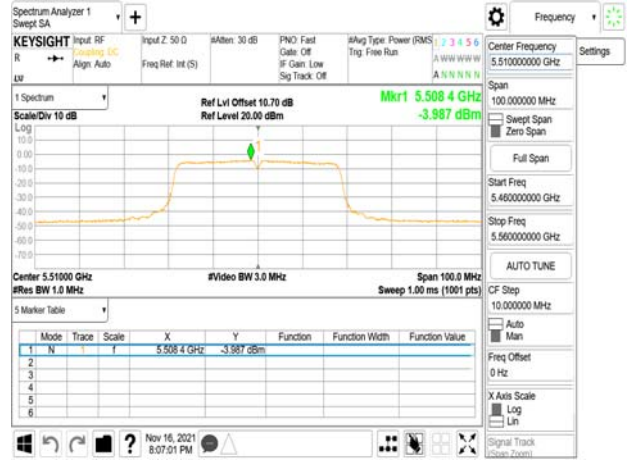 Spectrum Analyzer 1
Swept SA
Frequency
Settings
KEYSIGHT
R
LXI
Input: RF
Coupling: DC
Align: Auto
Input Z: 50 Ω
Freq Ref: Int (S)
#Atten: 30 dB
PNO: Fast
Gate: Off
IF Gain: Low
Sig Track: Off
#Avg Type: Power (RMS
Trig: Free Run
1 2 3 4 5 6
A W W W W W
A N N N N N
1 Spectrum
Scale/Div 10 dB
Ref Lvl Offset 10.70 dB
Ref Level 20.00 dBm
Mkr1 5.508 4 GHz
-3.987 dBm
Log
10.0
0.00
-10.0
-20.0
-30.0
-40.0
-50.0
-60.0
-70.0
1
Center 5.51000 GHz
#Res BW 1.0 MHz
#Video BW 3.0 MHz
Span 100.0 MHz
Sweep 1.00 ms (1001 pts)
5 Marker Table
Mode Trace Scale X Y Function Function Width Function Value
1 N 1 f 5.508 4 GHz -3.987 dBm
2
3
4
5
6
Center Frequency
5.510000000 GHz
Span
100.000000 MHz
Swept Span
Zero Span
Full Span
Start Freq
5.460000000 GHz
Stop Freq
5.560000000 GHz
AUTO TUNE
CF Step
10.000000 MHz
Auto
Man
Freq Offset
0 Hz
X Axis Scale
Log
Lin
Signal Track
(Span Zoom)
?
Nov 16, 2021
8:07:01 PM